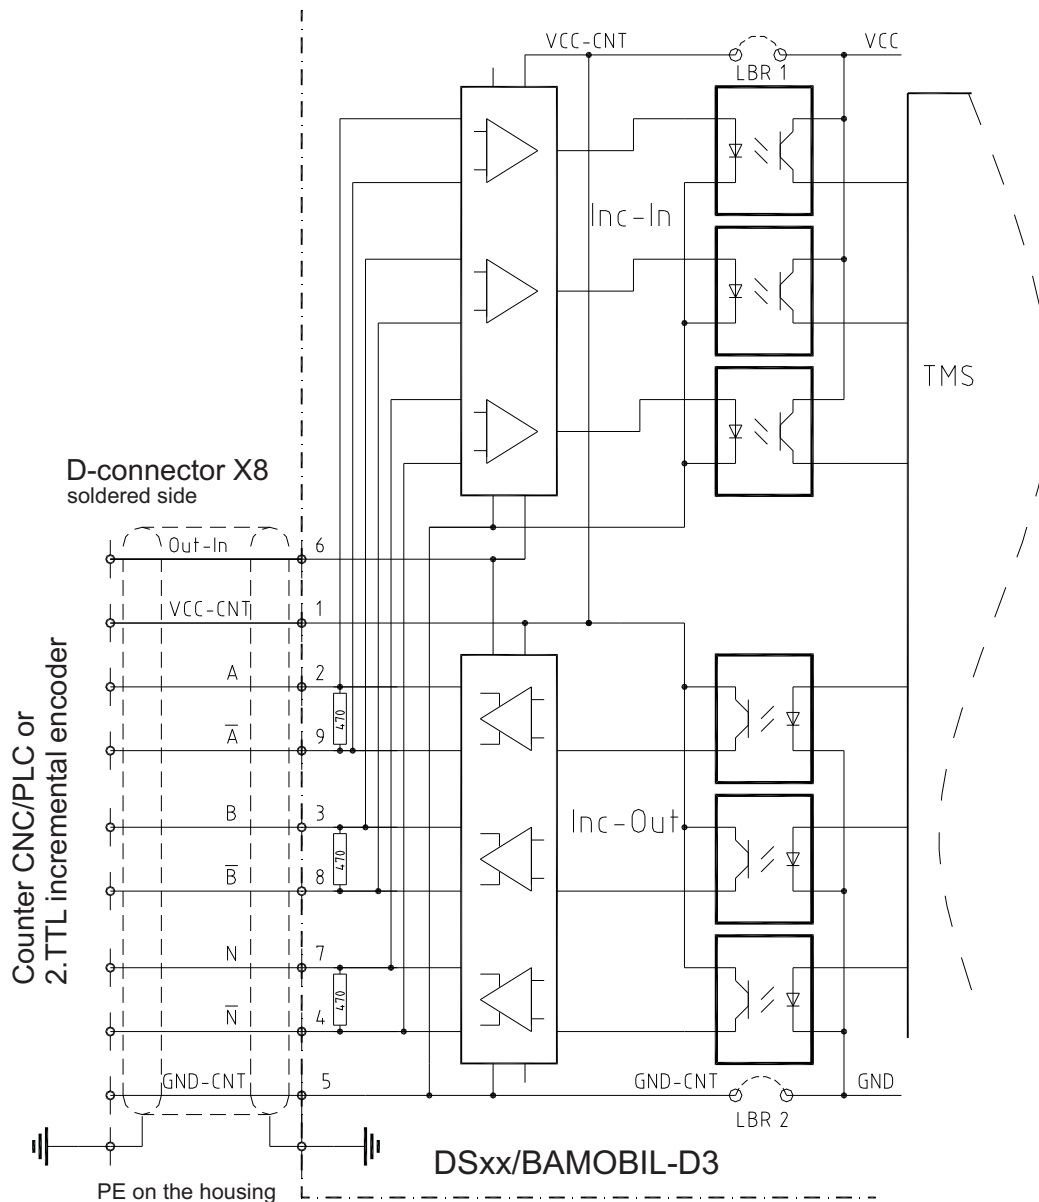 VCC-CNT
VCC
LBR 1
Inc-In
TMS
D-connector X8
soldered side
Out-In 6
VCC-CNT 1
A 2
470
A̅ 9
B 3
470
B̅ 8
Inc-Out
N 7
470
N̅ 4
GND-CNT 5
GND-CNT
GND
LBR 2
Counter CNC/PLC or
2.TTL incremental encoder
DSxx/BAMOBIL-D3
PE on the housing